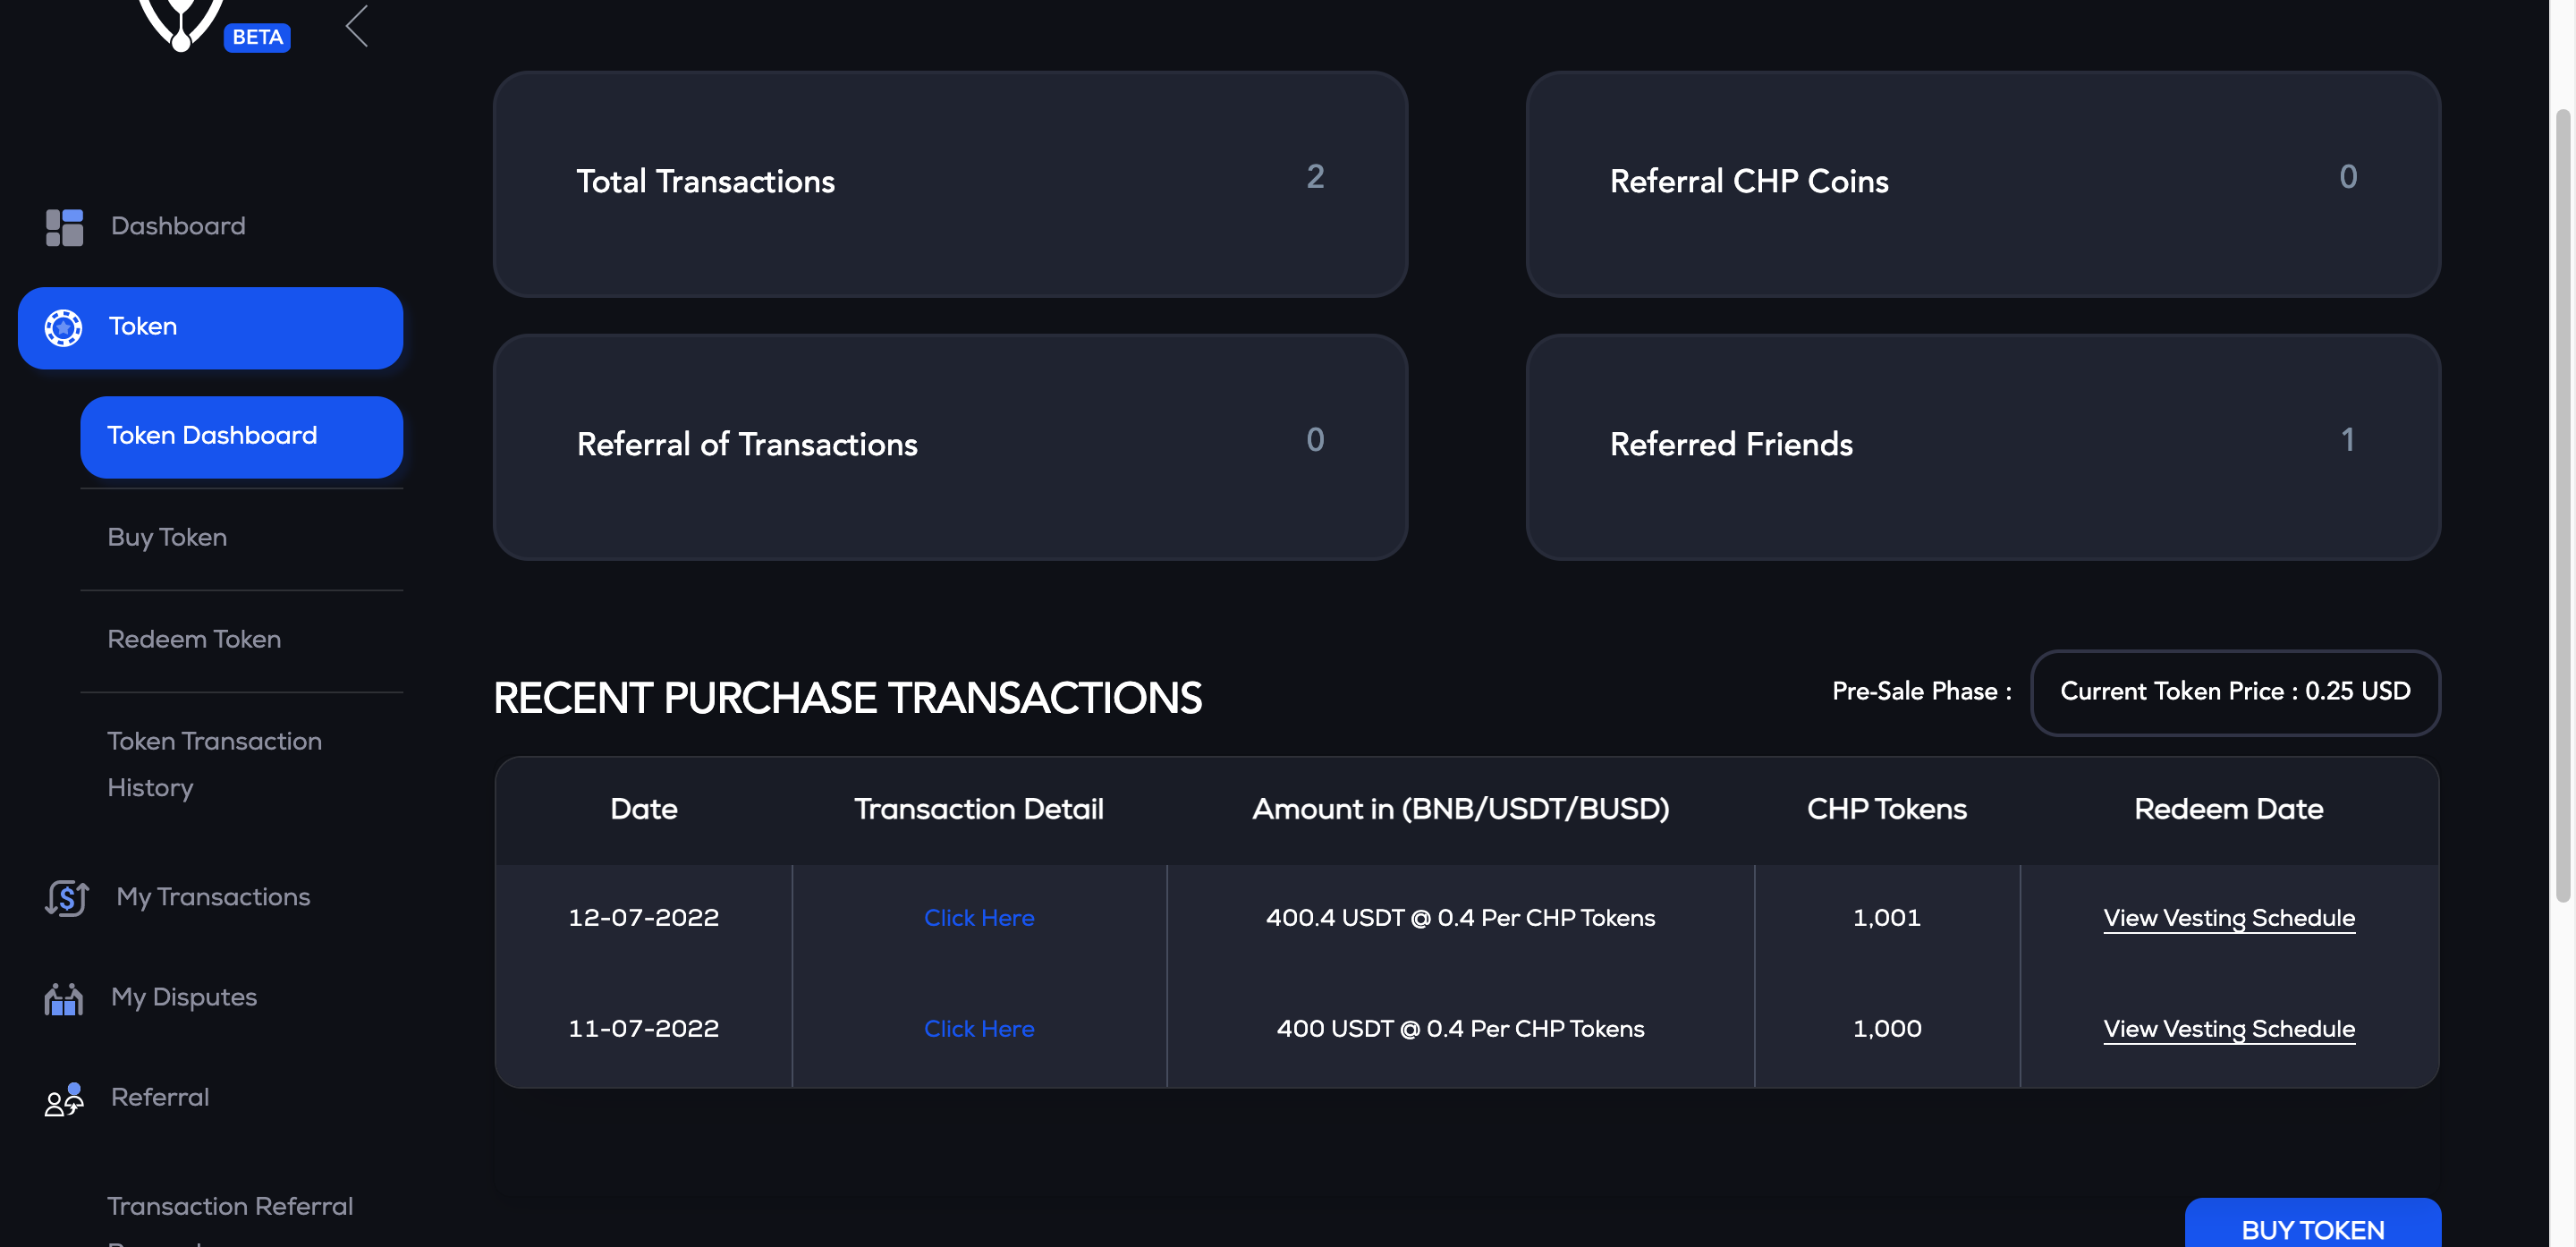 BETA
Dashboard
Token
Token Dashboard
Buy Token
Redeem Token
Token Transaction
History
My Transactions
My Disputes
Referral
Transaction Referral
Total Transactions 2
Referral CHP Coins 0
Referral of Transactions 0
Referred Friends 1
RECENT PURCHASE TRANSACTIONS
Pre-Sale Phase : Current Token Price : 0.25 USD
Date Transaction Detail Amount in (BNB/USDT/BUSD) CHP Tokens Redeem Date
12-07-2022 Click Here 400.4 USDT @ 0.4 Per CHP Tokens 1,001 View Vesting Schedule
11-07-2022 Click Here 400 USDT @ 0.4 Per CHP Tokens 1,000 View Vesting Schedule
BUY TOKEN